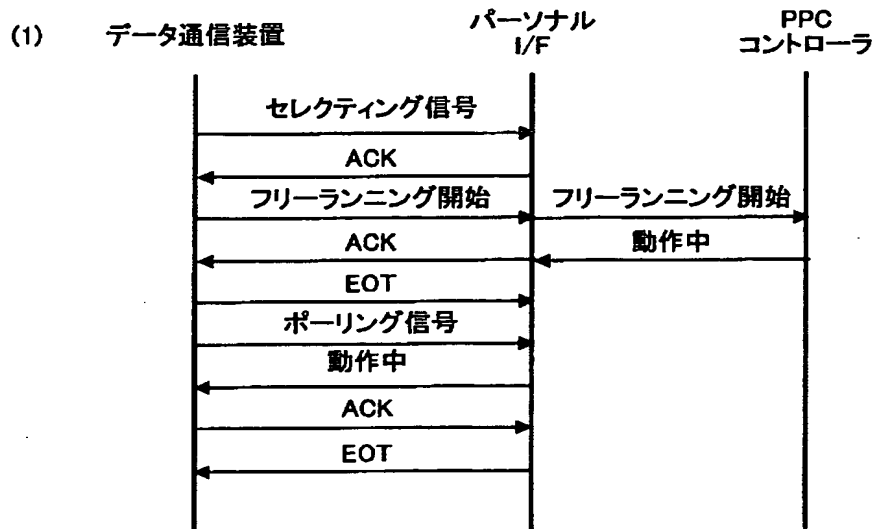 (1) データ通信装置 パーソナル I/F PPC コントローラ
セレクティング信号
ACK
フリーランニング開始 フリーランニング開始
ACK 動作中
EOT
ポーリング信号
動作中
ACK
EOT